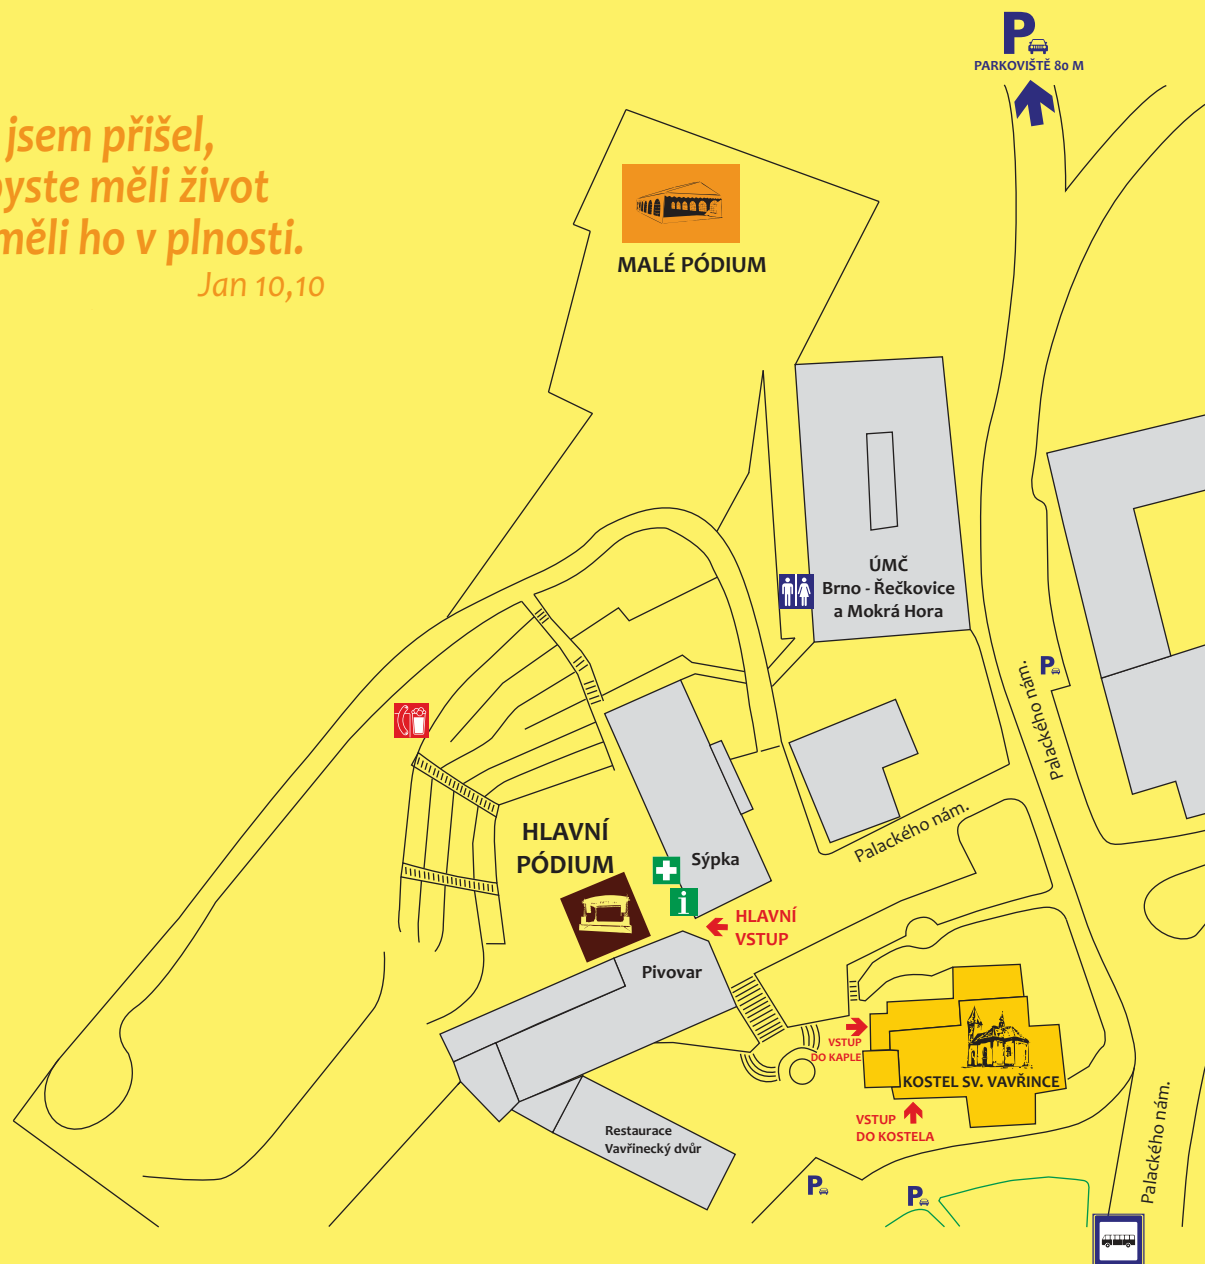 P
PARKOVIŠTĚ 80 M
jsem přišel,
byste měli život
měli ho v plnosti.
Jan 10,10
MALÉ PÓDIUM
ÚMČ
Brno - Řečkovice
a Mokrá Hora
P
Palackého nám.
Palackého nám.
HLAVNÍ
PÓDIUM
Sýpka
i
HLAVNÍ
VSTUP
Pivovar
VSTUP
DO KAPLE
KOSTEL SV. VAVŘINCE
VSTUP
DO KOSTELA
Restaurace
Vavřinecký dvůr
Palackého nám.
P
P